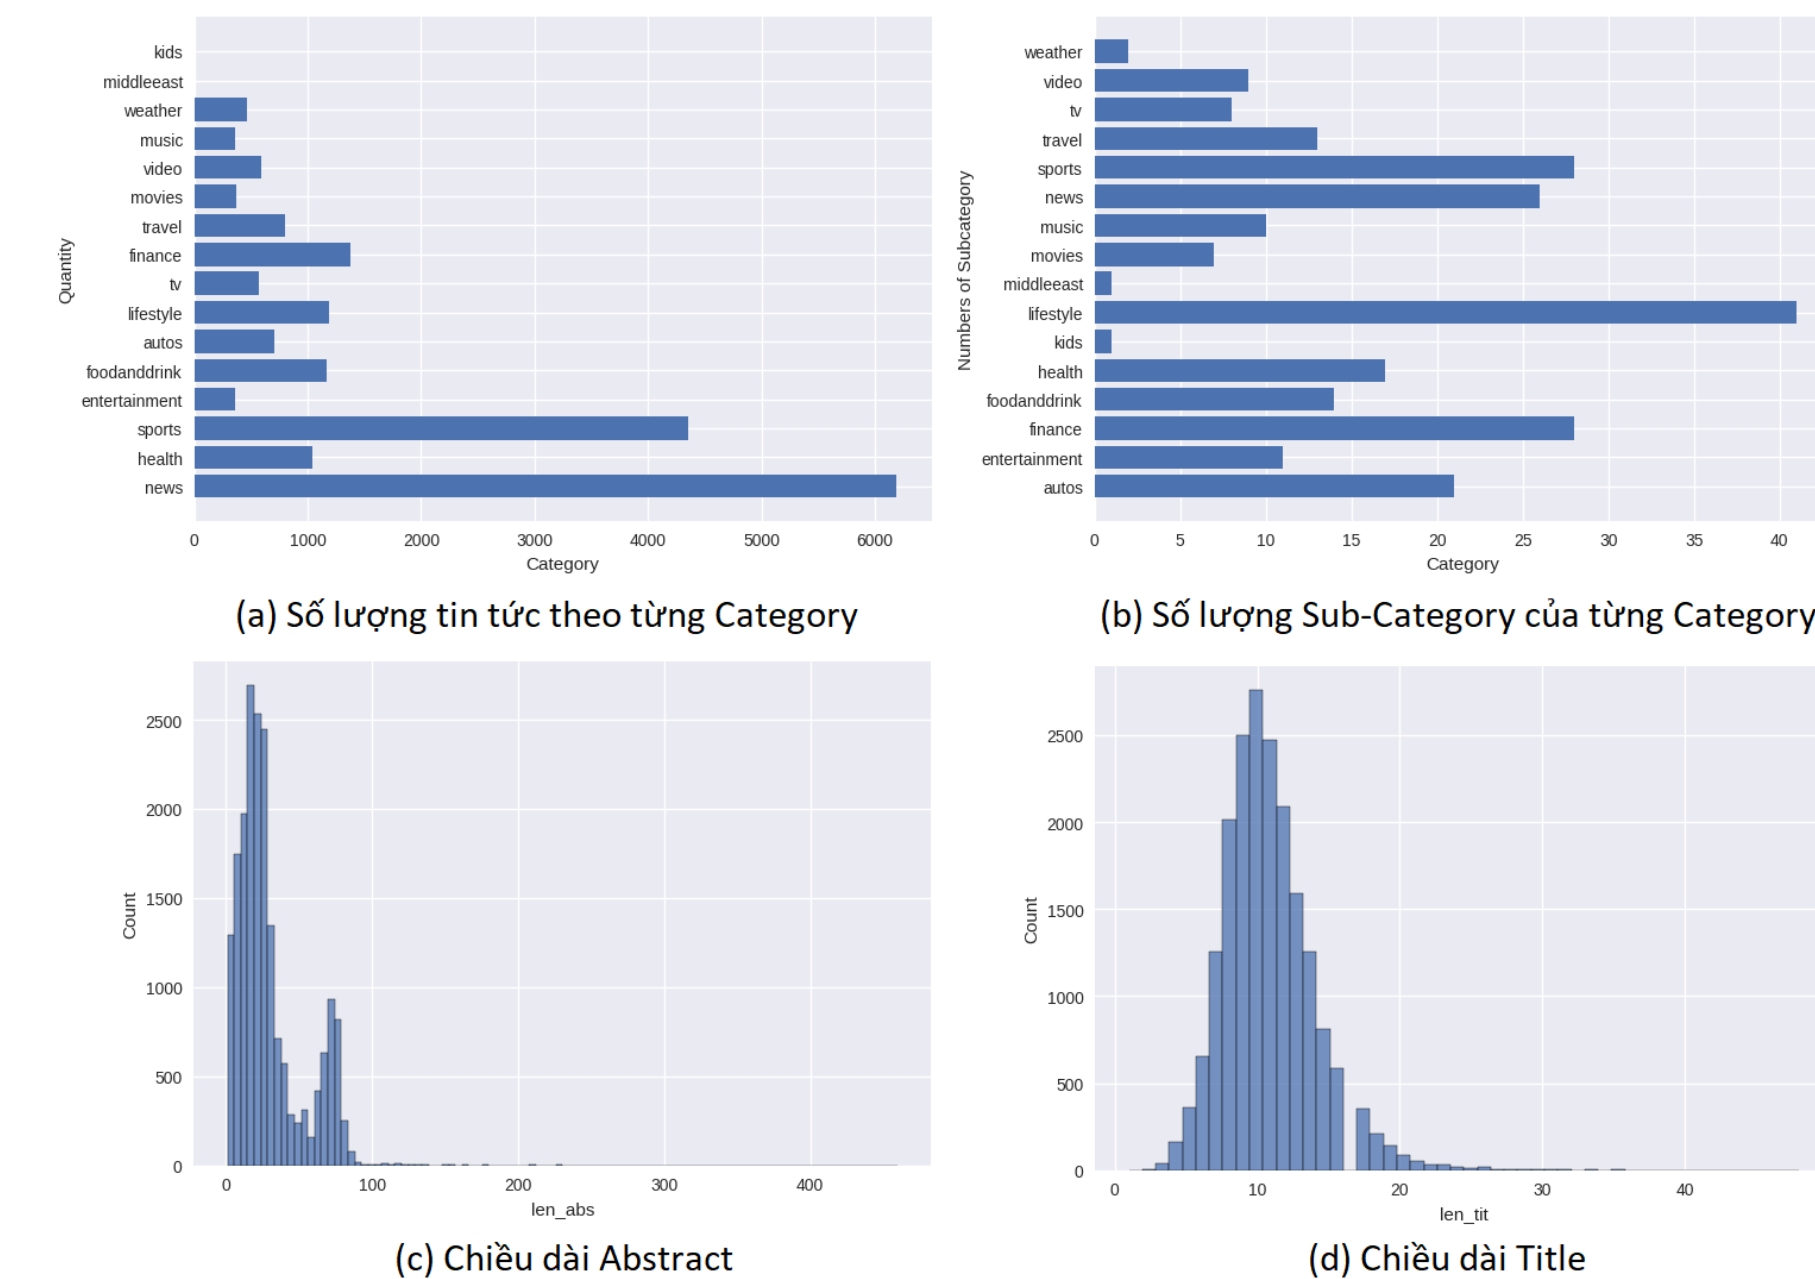 kids
middleeast
weather
music
video
movies
travel
finance
tv
lifestyle
autos
foodanddrink
entertainment
sports
health
news
Quantity
0 1000 2000 3000 4000 5000 6000
Category
(a) Số lượng tin tức theo từng Category
weather
video
tv
travel
sports
news
music
movies
middleeast
lifestyle
kids
health
foodanddrink
finance
entertainment
autos
Numbers of Subcategory
0 5 10 15 20 25 30 35 40
Category
(b) Số lượng Sub-Category của từng Category
2500
2000
1500
1000
500
0
Count
0 100 200 300 400
len_abs
(c) Chiều dài Abstract
2500
2000
1500
1000
500
0
Count
0 10 20 30 40
len_tit
(d) Chiều dài Title